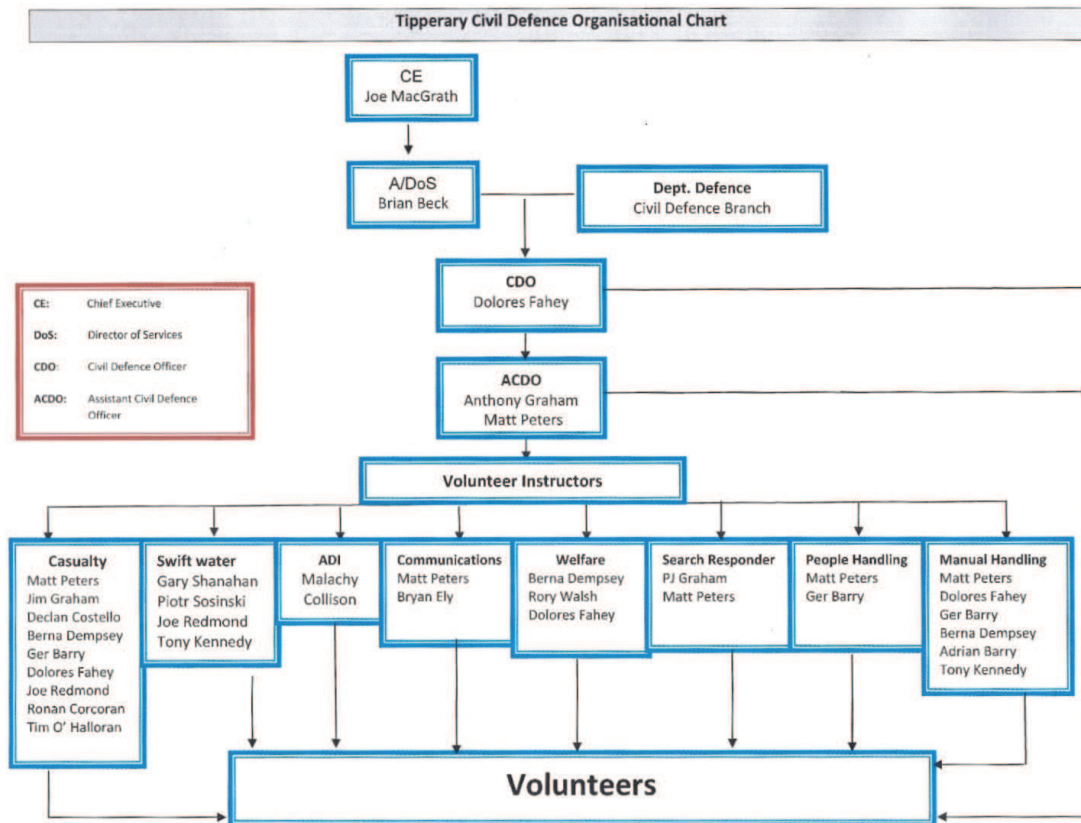 Tipperary Civil Defence Organisational Chart
CE
Joe MacGrath
A/DoS
Brian Beck
Dept. Defence
Civil Defence Branch
CDO
Dolores Fahey
CE: Chief Executive
DoS: Director of Services
CDO: Civil Defence Officer
ACDO: Assistant Civil Defence
Officer
ACDO
Anthony Graham
Matt Peters
Volunteer Instructors
Casualty
Matt Peters
Jim Graham
Declan Costello
Berna Dempsey
Ger Barry
Dolores Fahey
Joe Redmond
Ronan Corcoran
Tim O' Halloran
Swift water
Gary Shanahan
Piotr Sosinski
Joe Redmond
Tony Kennedy
ADI
Malachy
Collison
Communications
Matt Peters
Bryan Ely
Welfare
Berna Dempsey
Rory Walsh
Dolores Fahey
Search Responder
PJ Graham
Matt Peters
People Handling
Matt Peters
Ger Barry
Manual Handling
Matt Peters
Dolores Fahey
Ger Barry
Berna Dempsey
Adrian Barry
Tony Kennedy
Volunteers